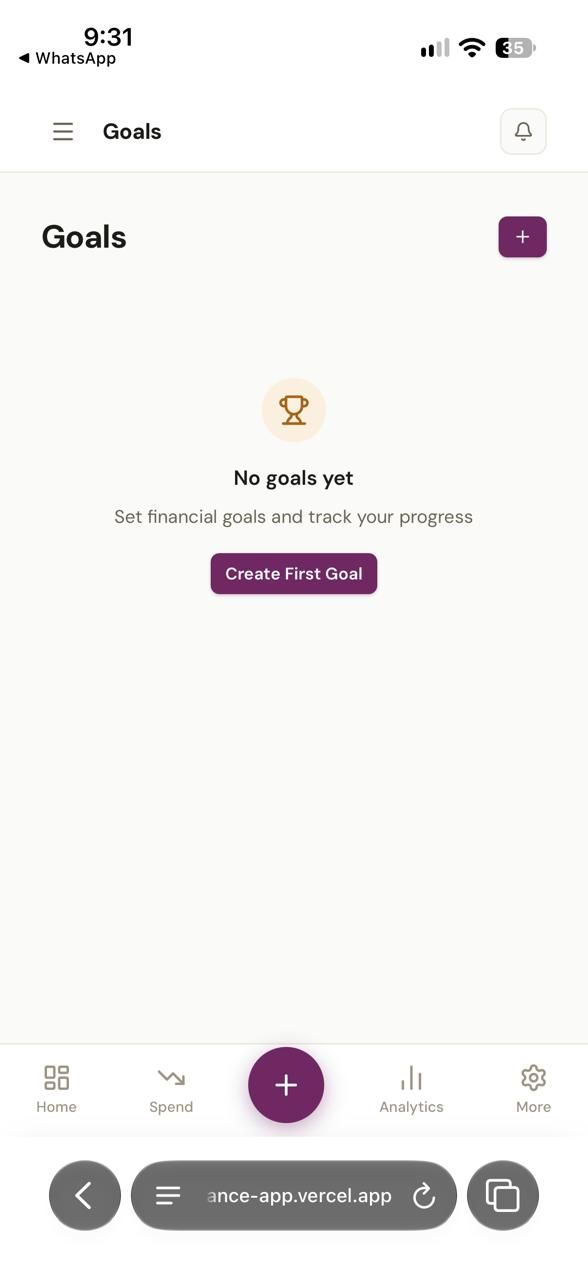 9:31
35
◀ WhatsApp
Goals
Goals
No goals yet
Set financial goals and track your progress
Create First Goal
Home
Spend
Analytics
More
ance-app.vercel.app